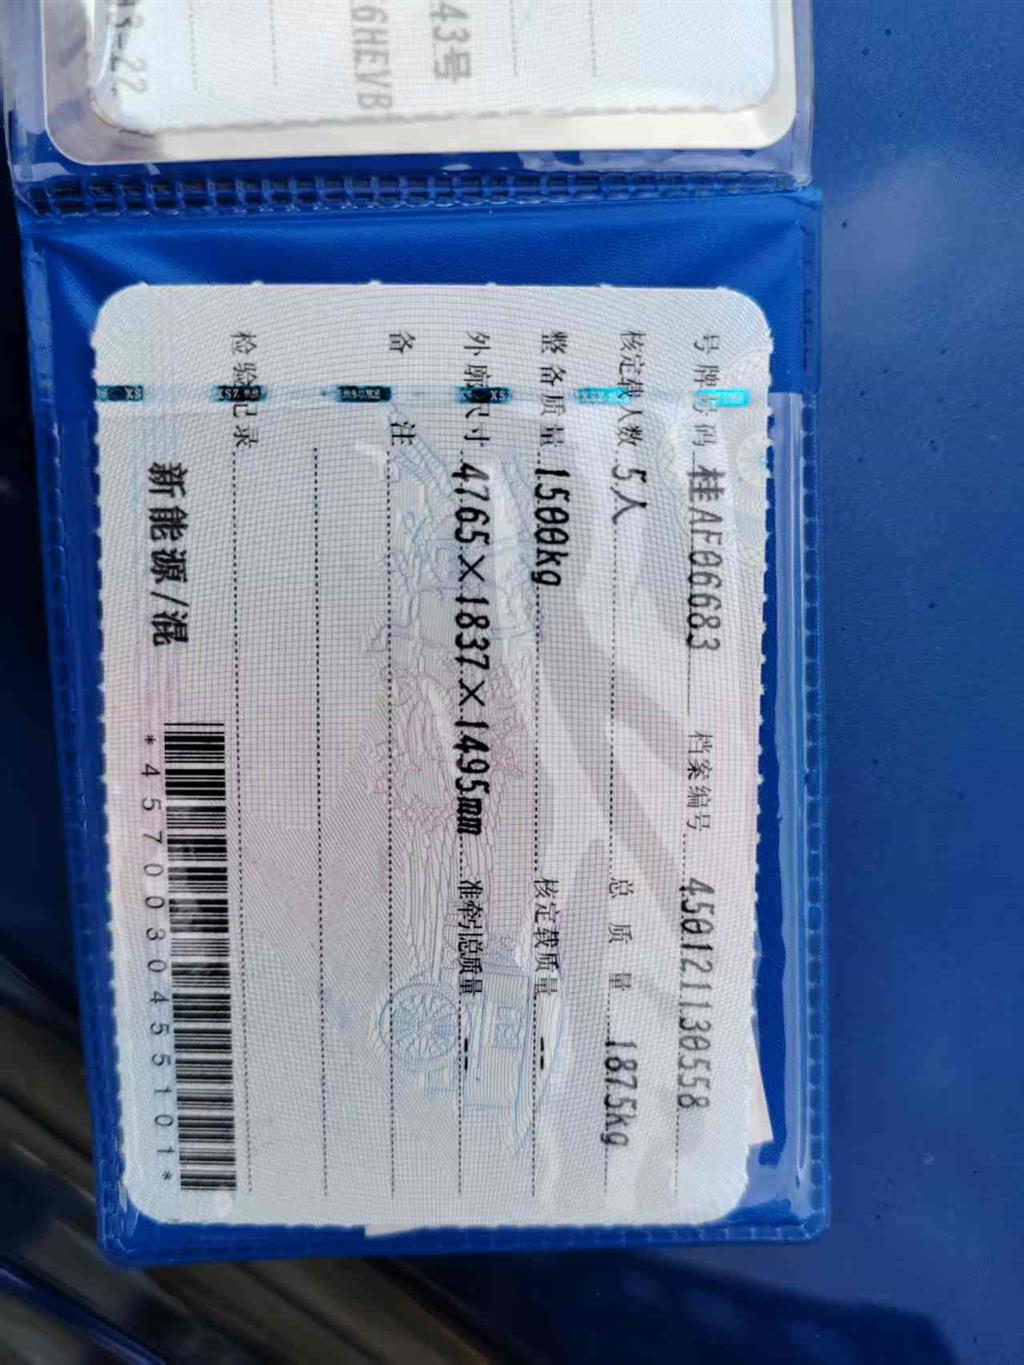 43号
6HEVB
-22
号牌号码 桂AF06683 档案编号 450121130558
核定载人数 5人 总质量 1875kg
整备质量 1500kg 核定载质量 --
外廓尺寸 4765×1837×1495mm 准牵引总质量 --
备注
检验记录
新能源/混
*4570030455101*